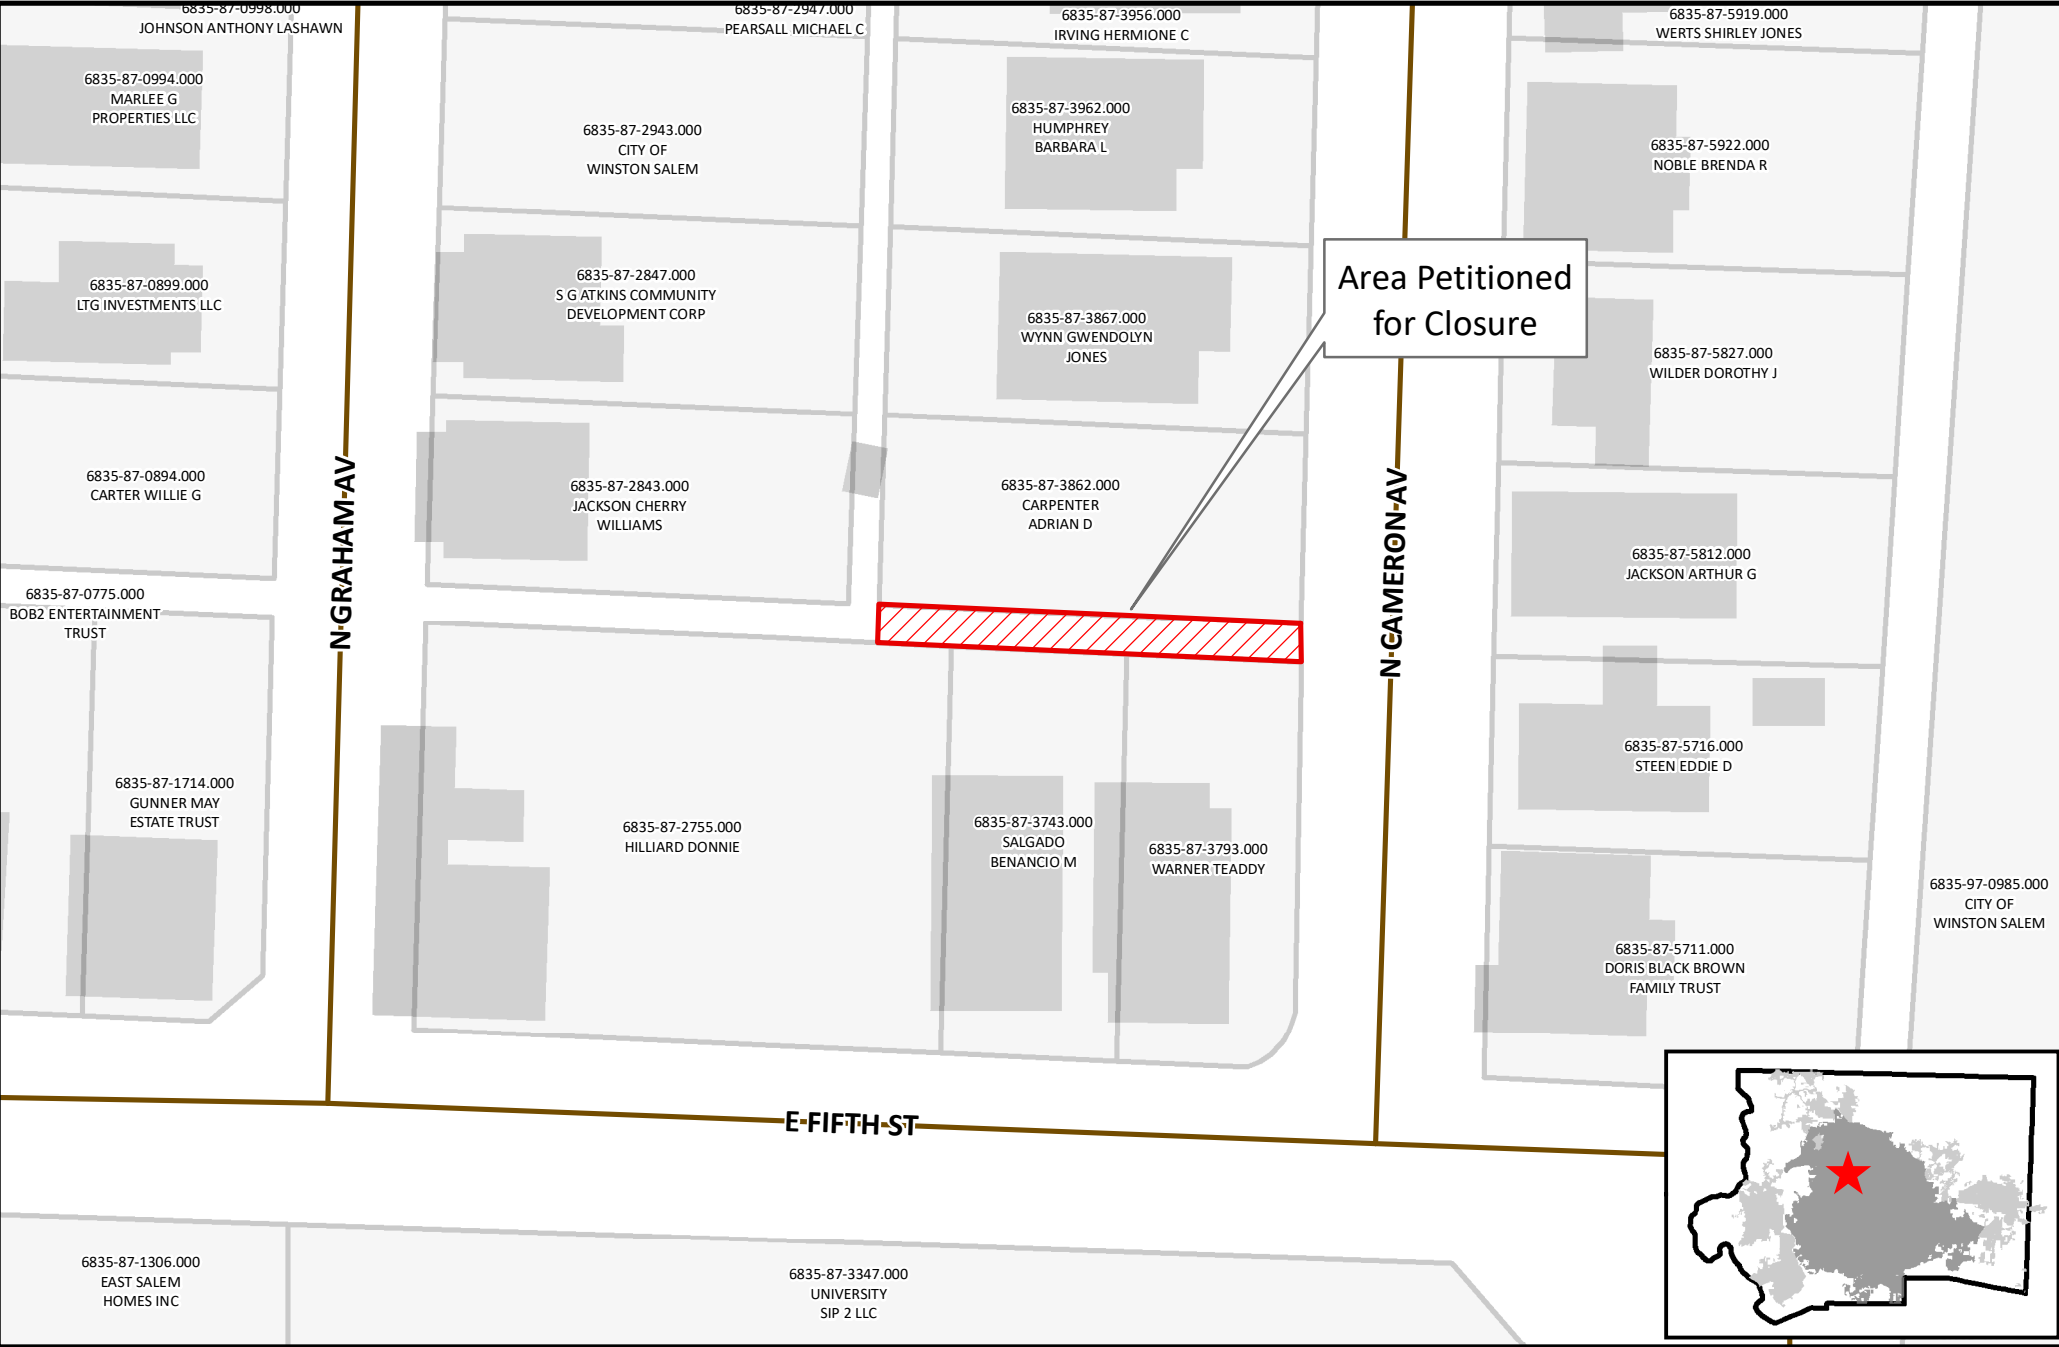 6835-87-0998.000
JOHNSON ANTHONY LASHAWN
6835-87-2947.000
PEARSALL MICHAEL C
6835-87-3956.000
IRVING HERMIONE C
6835-87-5919.000
WERTS SHIRLEY JONES
6835-87-0994.000
MARLEE G
PROPERTIES LLC
6835-87-2943.000
CITY OF
WINSTON SALEM
6835-87-3962.000
HUMPHREY
BARBARA L
6835-87-5922.000
NOBLE BRENDA R
6835-87-0899.000
LTG INVESTMENTS LLC
6835-87-2847.000
S G ATKINS COMMUNITY
DEVELOPMENT CORP
6835-87-3867.000
WYNN GWENDOLYN
JONES
Area Petitioned
for Closure
6835-87-5827.000
WILDER DOROTHY J
6835-87-0894.000
CARTER WILLIE G
N GRAHAM AV
6835-87-2843.000
JACKSON CHERRY
WILLIAMS
6835-87-3862.000
CARPENTER
ADRIAN D
N CAMERON AV
6835-87-5812.000
JACKSON ARTHUR G
6835-87-0775.000
BOB2 ENTERTAINMENT
TRUST
6835-87-5716.000
STEEN EDDIE D
6835-87-1714.000
GUNNER MAY
ESTATE TRUST
6835-87-2755.000
HILLIARD DONNIE
6835-87-3743.000
SALGADO
BENANCIO M
6835-87-3793.000
WARNER TEADDY
6835-87-5711.000
DORIS BLACK BROWN
FAMILY TRUST
6835-97-0985.000
CITY OF
WINSTON SALEM
E FIFTH ST
6835-87-1306.000
EAST SALEM
HOMES INC
6835-87-3347.000
UNIVERSITY
SIP 2 LLC